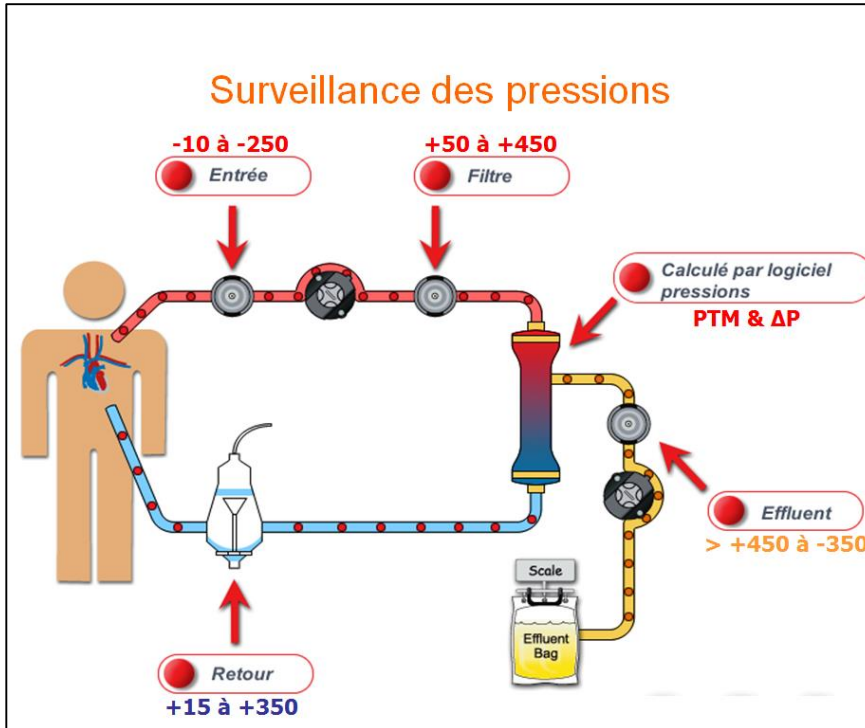 Surveillance des pressions
-10 à -250
Entrée
+50 à +450
Filtre
Calculé par logiciel
pressions
PTM & ΔP
Effluent
> +450 à -350
Scale
Effluent
Bag
Retour
+15 à +350